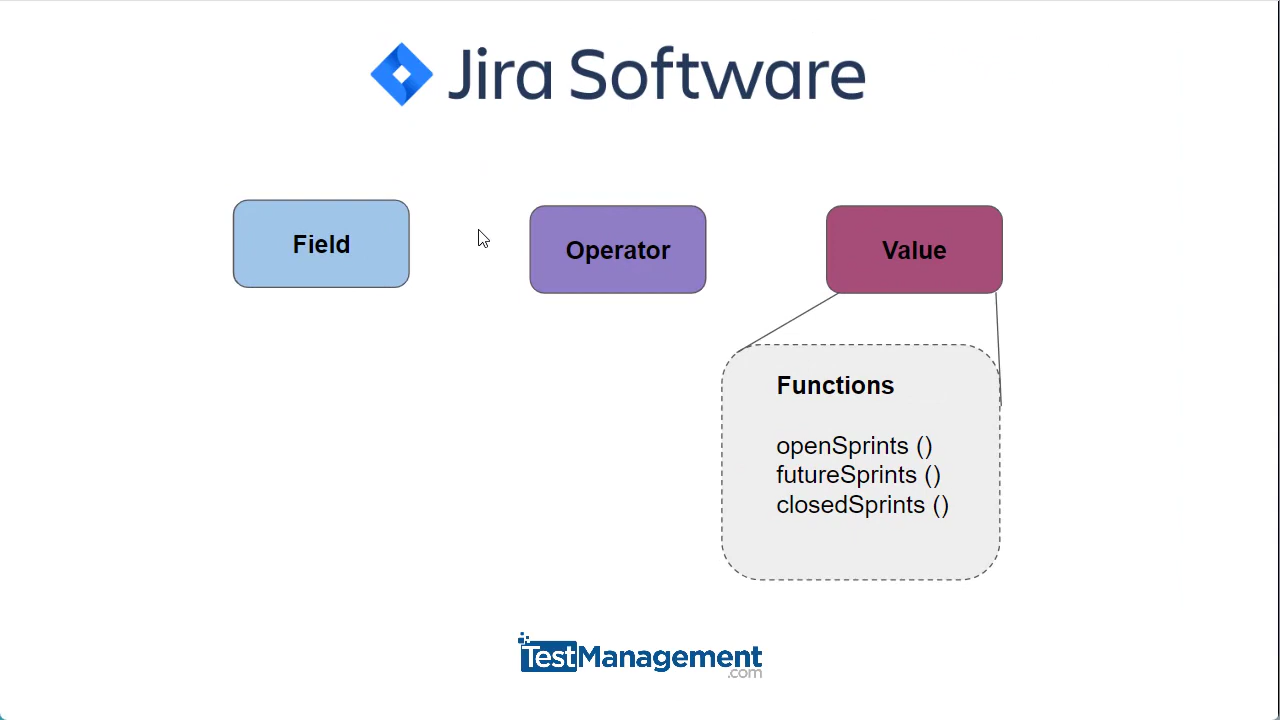 Jira Software
Field
Operator
Value
Functions
openSprints ()
futureSprints ()
closedSprints ()
TestManagement
.com